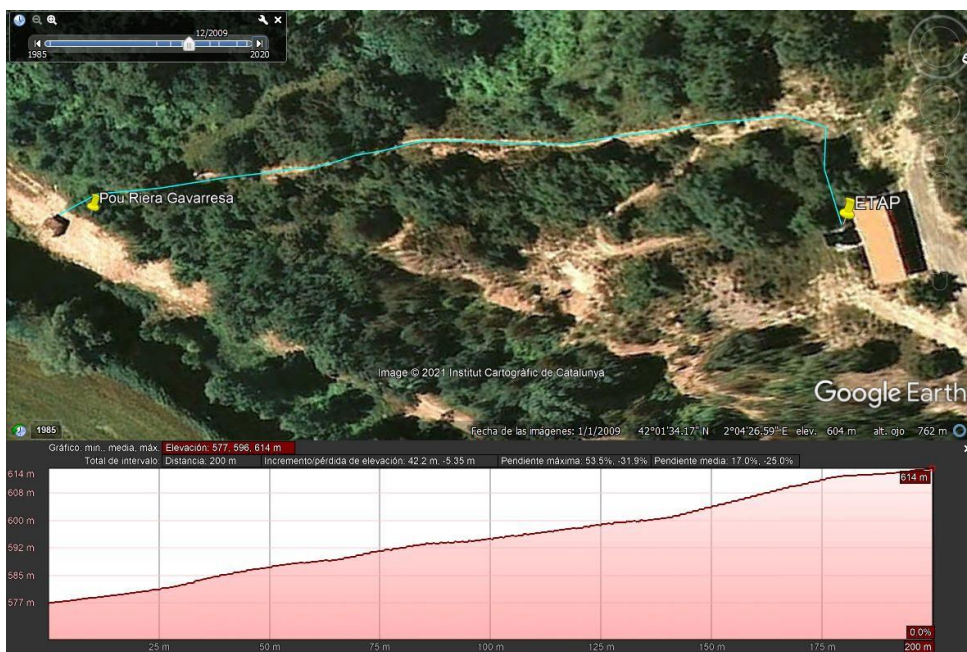 12/2009
1985
2020
Pou Riera Gavarresa
ETAP
Image © 2021 Institut Cartogràfic de Catalunya
Google Earth
1985
Fecha de las imágenes: 1/1/2009 42°01'34.17" N 2°04'26.59" E elev. 604 m alt. ojo 762 m
Gráfico: mín., media, máx. Elevación: 577, 596, 614 m
Total de intervalo: Distancia: 200 m Incremento/pérdida de elevación: 42.2 m, -5.35 m Pendiente máxima: 53.5%, -31.9% Pendiente media: 17.0%, -25.0%
614 m
614 m
608 m
600 m
592 m
585 m
577 m
0.0%
25 m 50 m 75 m 100 m 125 m 150 m 175 m 200 m